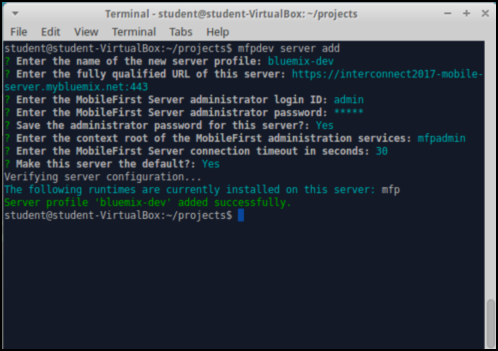 Terminal - student@student-VirtualBox: ~/projects
File Edit View Terminal Tabs Help
student@student-VirtualBox:~/projects$ mfpdev server add
? Enter the name of the new server profile: bluemix-dev
? Enter the fully qualified URL of this server: https://interconnect2017-mobile-
server.mybluemix.net:443
? Enter the MobileFirst Server administrator login ID: admin
? Enter the MobileFirst Server administrator password: *****
? Save the administrator password for this server?: Yes
? Enter the context root of the MobileFirst administration services: mfpadmin
? Enter the MobileFirst Server connection timeout in seconds: 30
? Make this server the default?: Yes
Verifying server configuration...
The following runtimes are currently installed on this server: mfp
Server profile 'bluemix-dev' added successfully.
student@student-VirtualBox:~/projects$